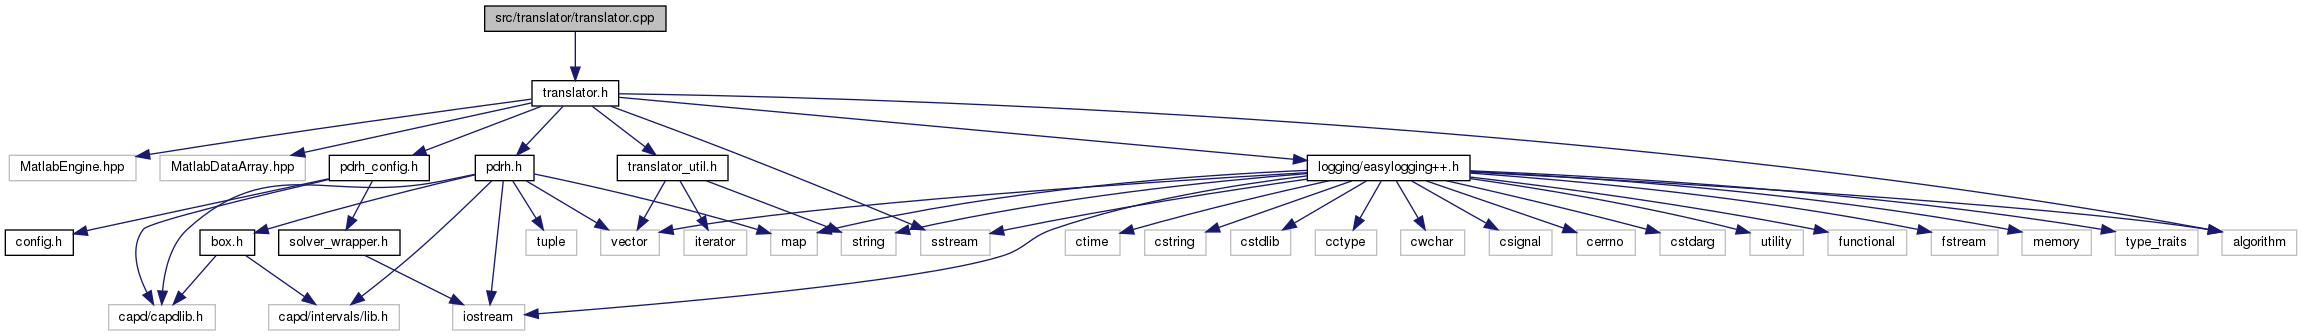 src/translator/translator.cpp
translator.h
MatlabEngine.hpp
MatlabDataArray.hpp
pdrh_config.h
pdrh.h
translator_util.h
logging/easylogging++.h
config.h
box.h
solver_wrapper.h
tuple
vector
iterator
map
string
sstream
ctime
cstring
cstdlib
cctype
cwchar
csignal
cerrno
cstdarg
utility
functional
fstream
memory
type_traits
algorithm
capd/capdlib.h
capd/intervals/lib.h
iostream